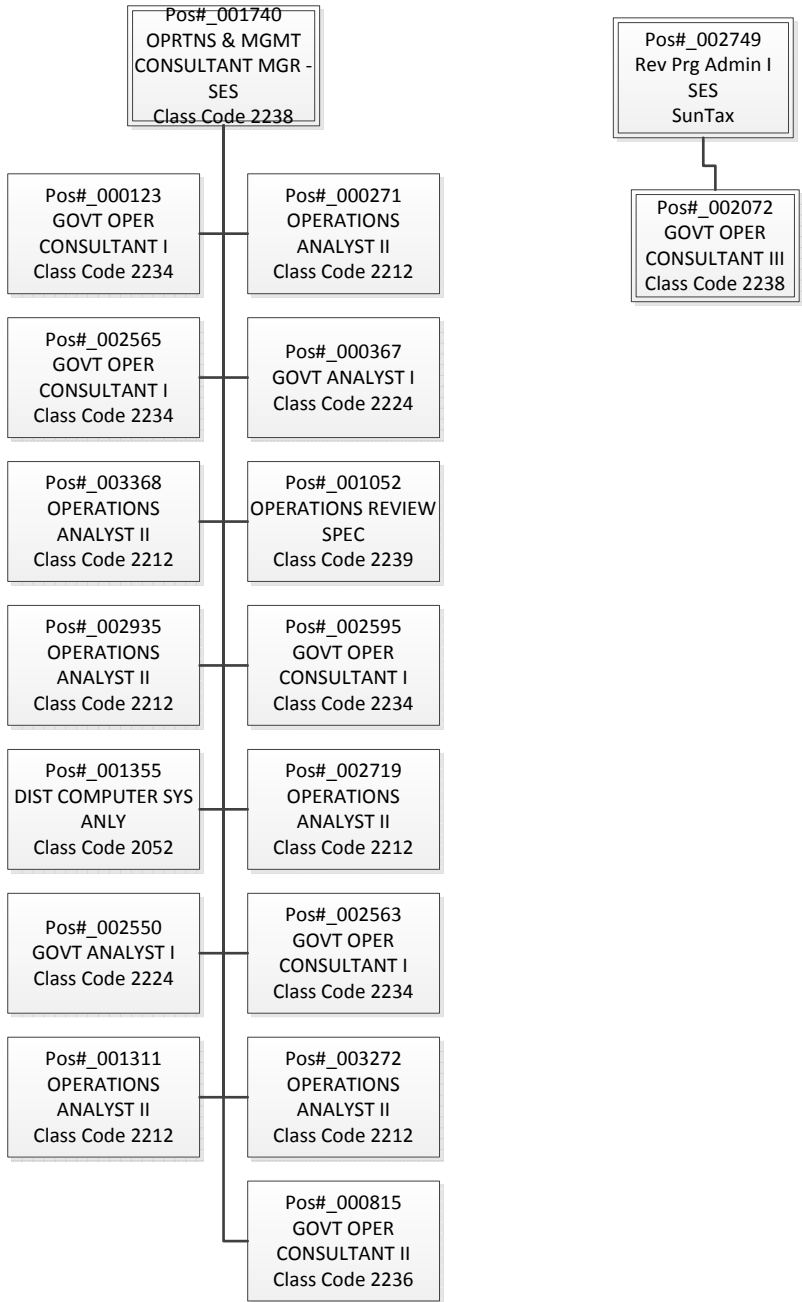 Pos#_001740
OPRTNS & MGMT
CONSULTANT MGR -
SES
Class Code 2238
Pos#_000123
GOVT OPER
CONSULTANT I
Class Code 2234
Pos#_000271
OPERATIONS
ANALYST II
Class Code 2212
Pos#_002565
GOVT OPER
CONSULTANT I
Class Code 2234
Pos#_000367
GOVT ANALYST I
Class Code 2224
Pos#_003368
OPERATIONS
ANALYST II
Class Code 2212
Pos#_001052
OPERATIONS REVIEW
SPEC
Class Code 2239
Pos#_002935
OPERATIONS
ANALYST II
Class Code 2212
Pos#_002595
GOVT OPER
CONSULTANT I
Class Code 2234
Pos#_001355
DIST COMPUTER SYS
ANLY
Class Code 2052
Pos#_002719
OPERATIONS
ANALYST II
Class Code 2212
Pos#_002550
GOVT ANALYST I
Class Code 2224
Pos#_002563
GOVT OPER
CONSULTANT I
Class Code 2234
Pos#_001311
OPERATIONS
ANALYST II
Class Code 2212
Pos#_003272
OPERATIONS
ANALYST II
Class Code 2212
Pos#_000815
GOVT OPER
CONSULTANT II
Class Code 2236
Pos#_002749
Rev Prg Admin I
SES
SunTax
Pos#_002072
GOVT OPER
CONSULTANT III
Class Code 2238